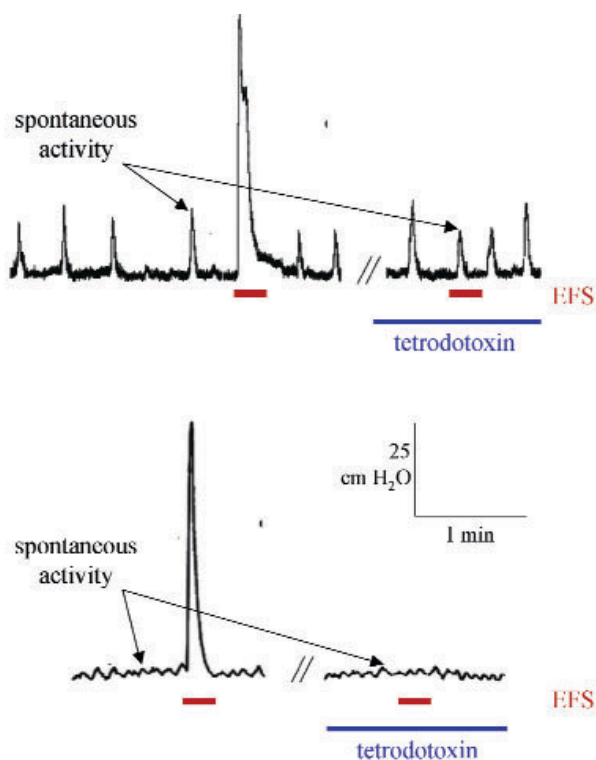 spontaneous
activity
EFS
tetrodotoxin
25
cm H₂O
1 min
spontaneous
activity
EFS
tetrodotoxin